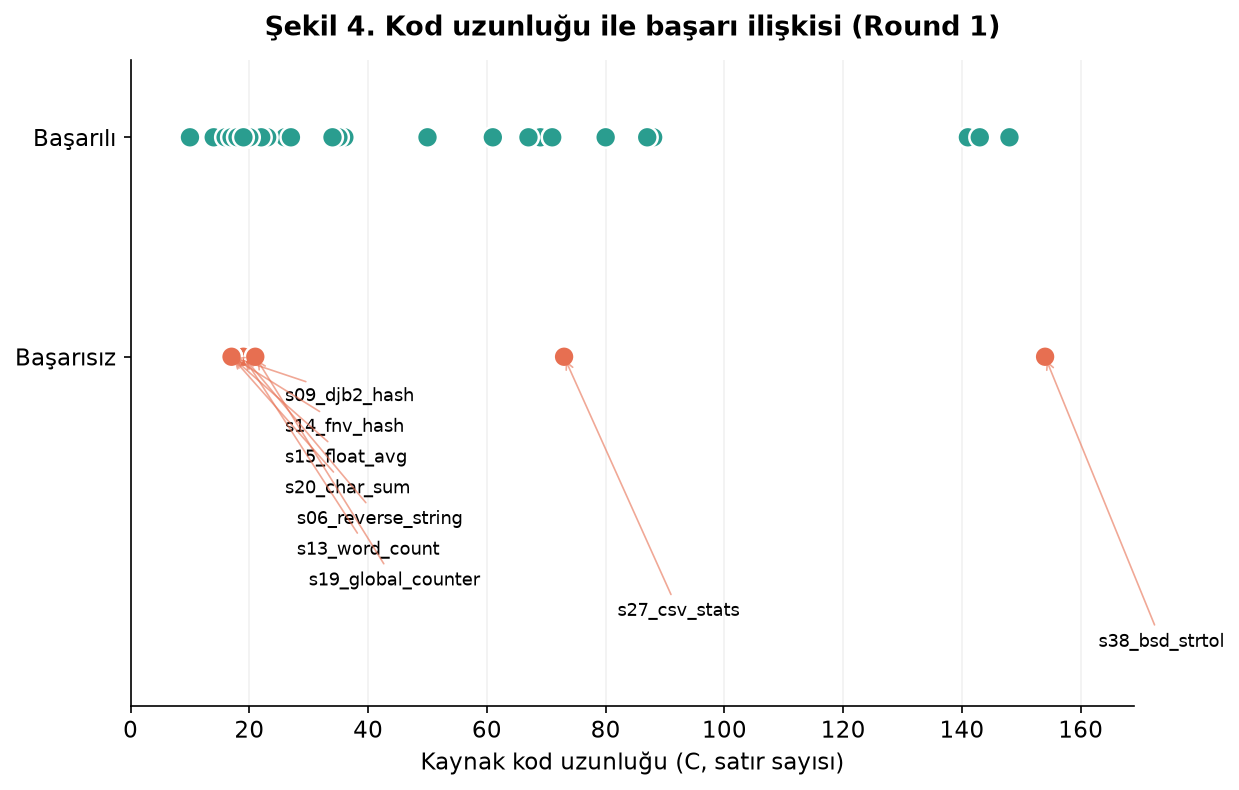 Şekil 4. Kod uzunluğu ile başarı ilişkisi (Round 1)
Başarılı
Başarısız
s09_djb2_hash
s14_fnv_hash
s15_float_avg
s20_char_sum
s06_reverse_string
s13_word_count
s19_global_counter
s27_csv_stats
s38_bsd_strtol
0 20 40 60 80 100 120 140 160
Kaynak kod uzunluğu (C, satır sayısı)